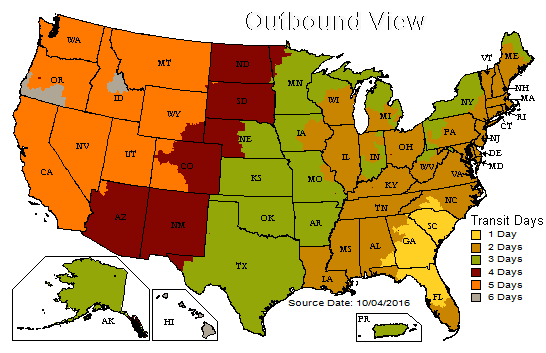 Outbound View
WA
MT
ND
MN
ME
VT
OR
ID
SD
WI
NY
NH
MA
WY
MI
RI
CT
IA
PA
NJ
NE
NV
UT
CO
IL
IN
OH
DE
MD
WV
VA
CA
KS
MO
KY
NC
TN
AZ
NM
OK
AR
SC
MS
AL
GA
TX
LA
FL
AK
HI
PR
Transit Days
1 Day
2 Days
3 Days
4 Days
5 Days
6 Days
Source Date: 10/04/2016